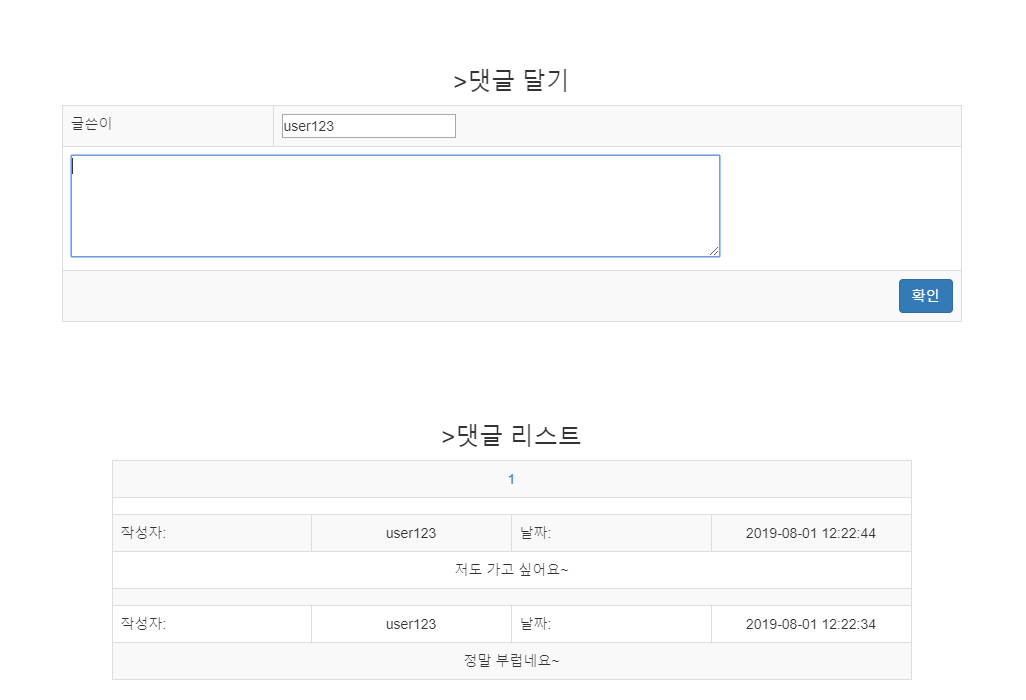 >댓글 달기
글쓴이 user123
확인
>댓글 리스트
1
작성자: user123 날짜: 2019-08-01 12:22:44
저도 가고 싶어요~
작성자: user123 날짜: 2019-08-01 12:22:34
정말 부럽네요~